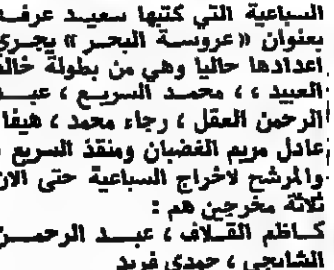 السباعية التي كتبها سعيد عرفه
بعنوان « عروسة البحر » يجري
اعدادها حاليا وهي من بطولة خالد
العبيد ، ، محمد السريع ، عبد
الرحمن العقل ، رجاء محمد ، هيفا
عادل مريم الغضبان ومنقذ السريع
والمرشح لاخراج السباعية حتى الان
ثلاثة مخرجين هم :
كاظم القلاف ، عبد الرحمن
الشايجي ، حمدي فريد